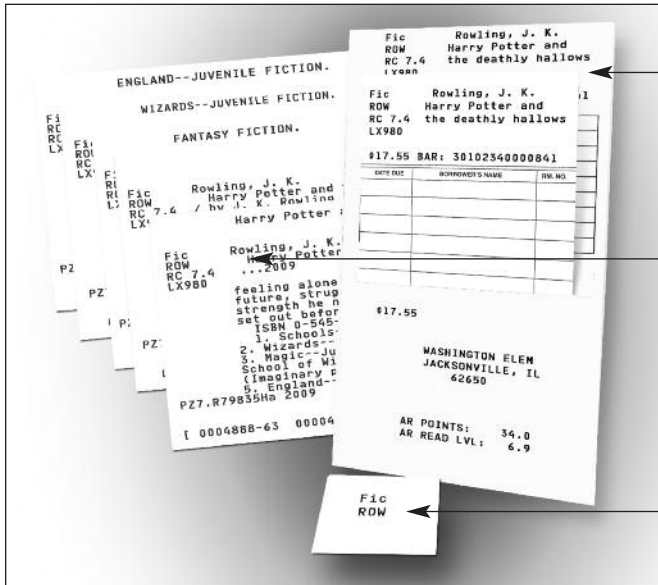 ENGLAND--JUVENILE FICTION.
WIZARDS--JUVENILE FICTION.
FANTASY FICTION.
Fic
ROW
RC 7.4
Rowling, J. K.
Harry Potter and
/ by J. K. Rowling
Harry Potter
Fic
ROW
RC 7.4
LX980
Rowling, J. K.
Harry Potter
...2009
feeling alone
future,
strength he
set out
ISBN 0-545-
1. Schools-
2. Wizards--
3. Magic--
School of
(Imaginary
5. England--
PZ7.R79835Ha 2009
[ 0004888-63 00004
Fic Rowling, J. K.
ROW Harry Potter and
RC 7.4 the deathly hallows
LX980
Fic Rowling, J. K.
ROW Harry Potter and
RC 7.4 the deathly hallows
LX980
$17.55 BAR: 30102340000841
DATE DUE BORROWER'S NAME RM. NO.
$17.55
WASHINGTON ELEM
JACKSONVILLE, IL
62650
AR POINTS: 34.0
AR READ LVL: 6.9
Fic
ROW